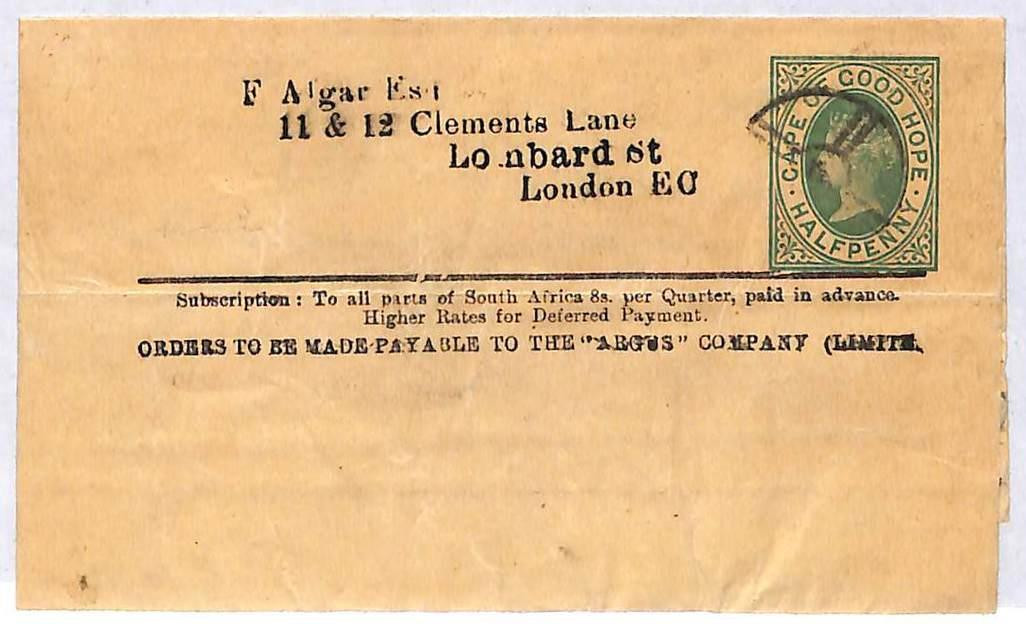 F Algar Esq
11 & 12 Clements Lane
Lombard St
London EC
CAPE OF GOOD HOPE
HALFPENNY
Subscription: To all parts of South Africa 8s. per Quarter, paid in advance.
Higher Rates for Deferred Payment.
ORDERS TO BE MADE PAYABLE TO THE "ARGUS" COMPANY (LIMITE